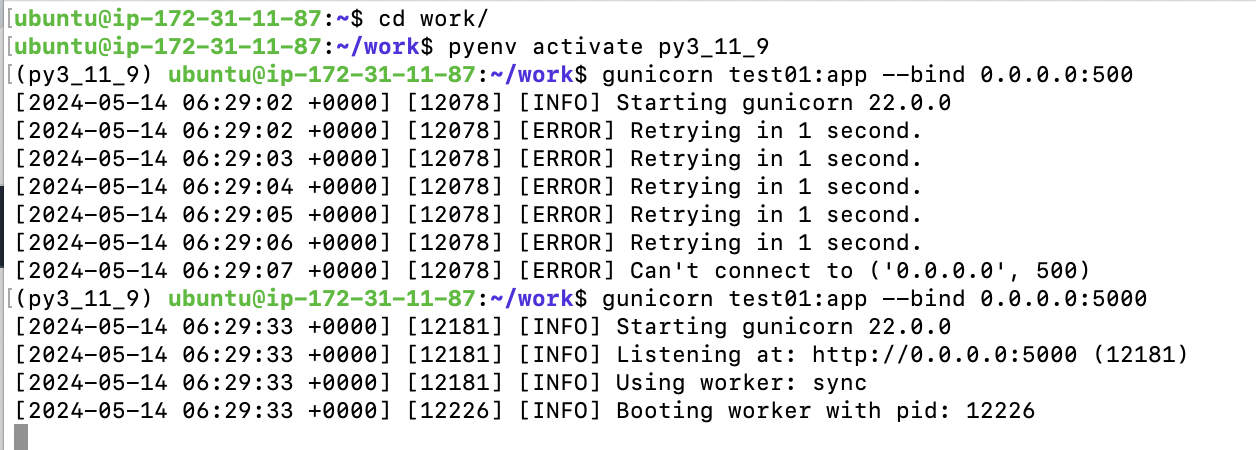 [ubuntu@ip-172-31-11-87:~$ cd work/
[ubuntu@ip-172-31-11-87:~/work$ pyenv activate py3_11_9
[(py3_11_9) ubuntu@ip-172-31-11-87:~/work$ gunicorn test01:app --bind 0.0.0.0:500
[2024-05-14 06:29:02 +0000] [12078] [INFO] Starting gunicorn 22.0.0
[2024-05-14 06:29:02 +0000] [12078] [ERROR] Retrying in 1 second.
[2024-05-14 06:29:03 +0000] [12078] [ERROR] Retrying in 1 second.
[2024-05-14 06:29:04 +0000] [12078] [ERROR] Retrying in 1 second.
[2024-05-14 06:29:05 +0000] [12078] [ERROR] Retrying in 1 second.
[2024-05-14 06:29:06 +0000] [12078] [ERROR] Retrying in 1 second.
[2024-05-14 06:29:07 +0000] [12078] [ERROR] Can't connect to ('0.0.0.0', 500)
[(py3_11_9) ubuntu@ip-172-31-11-87:~/work$ gunicorn test01:app --bind 0.0.0.0:5000
[2024-05-14 06:29:33 +0000] [12181] [INFO] Starting gunicorn 22.0.0
[2024-05-14 06:29:33 +0000] [12181] [INFO] Listening at: http://0.0.0.0:5000 (12181)
[2024-05-14 06:29:33 +0000] [12181] [INFO] Using worker: sync
[2024-05-14 06:29:33 +0000] [12226] [INFO] Booting worker with pid: 12226